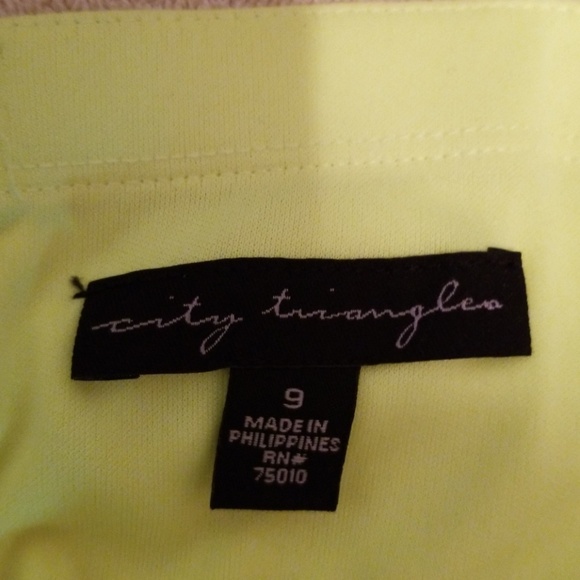 city triangles
9
MADE IN
PHILIPPINES
RN#
75010